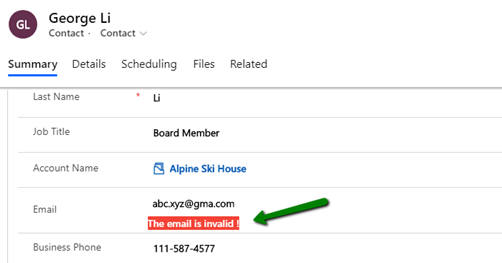 GL
George Li
Contact · Contact
Summary Details Scheduling Files Related
Last Name * Li
Job Title Board Member
Account Name Alpine Ski House
Email abc.xyz@gma.com
The email is invalid !
Business Phone 111-587-4577